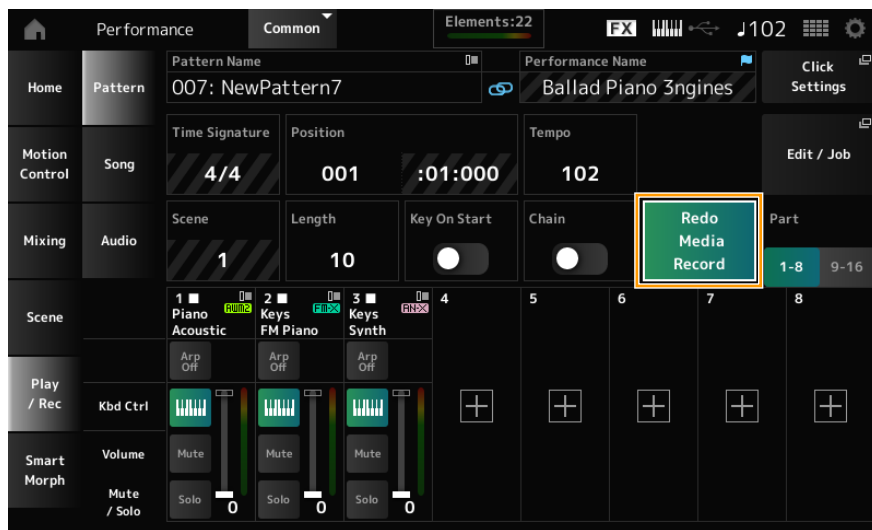 Performance
Common
Elements:22
FX
♩102
Home
Pattern
Pattern Name
007: NewPattern7
Performance Name
Ballad Piano 3ngines
Click
Settings
Motion
Control
Song
Time Signature
4/4
Position
001
:01:000
Tempo
102
Edit / Job
Mixing
Audio
Scene
1
Length
10
Key On Start
Chain
Redo
Media
Record
Part
1-8
9-16
Scene
1
Piano
Acoustic
AWM2
2
Keys
FM Piano
FM-X
3
Keys
Synth
AN-X
4
5
6
7
8
Arp
Off
Arp
Off
Arp
Off
Play
/ Rec
Kbd Ctrl
Smart
Morph
Volume
Mute
Mute
Mute
Mute
/ Solo
Solo
0
Solo
0
Solo
0